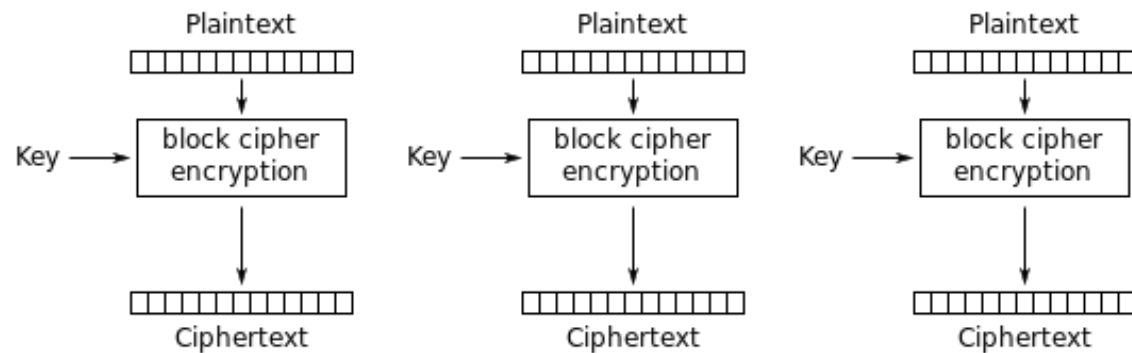 Plaintext Plaintext Plaintext
Key block cipher encryption Key block cipher encryption Key block cipher encryption
Ciphertext Ciphertext Ciphertext